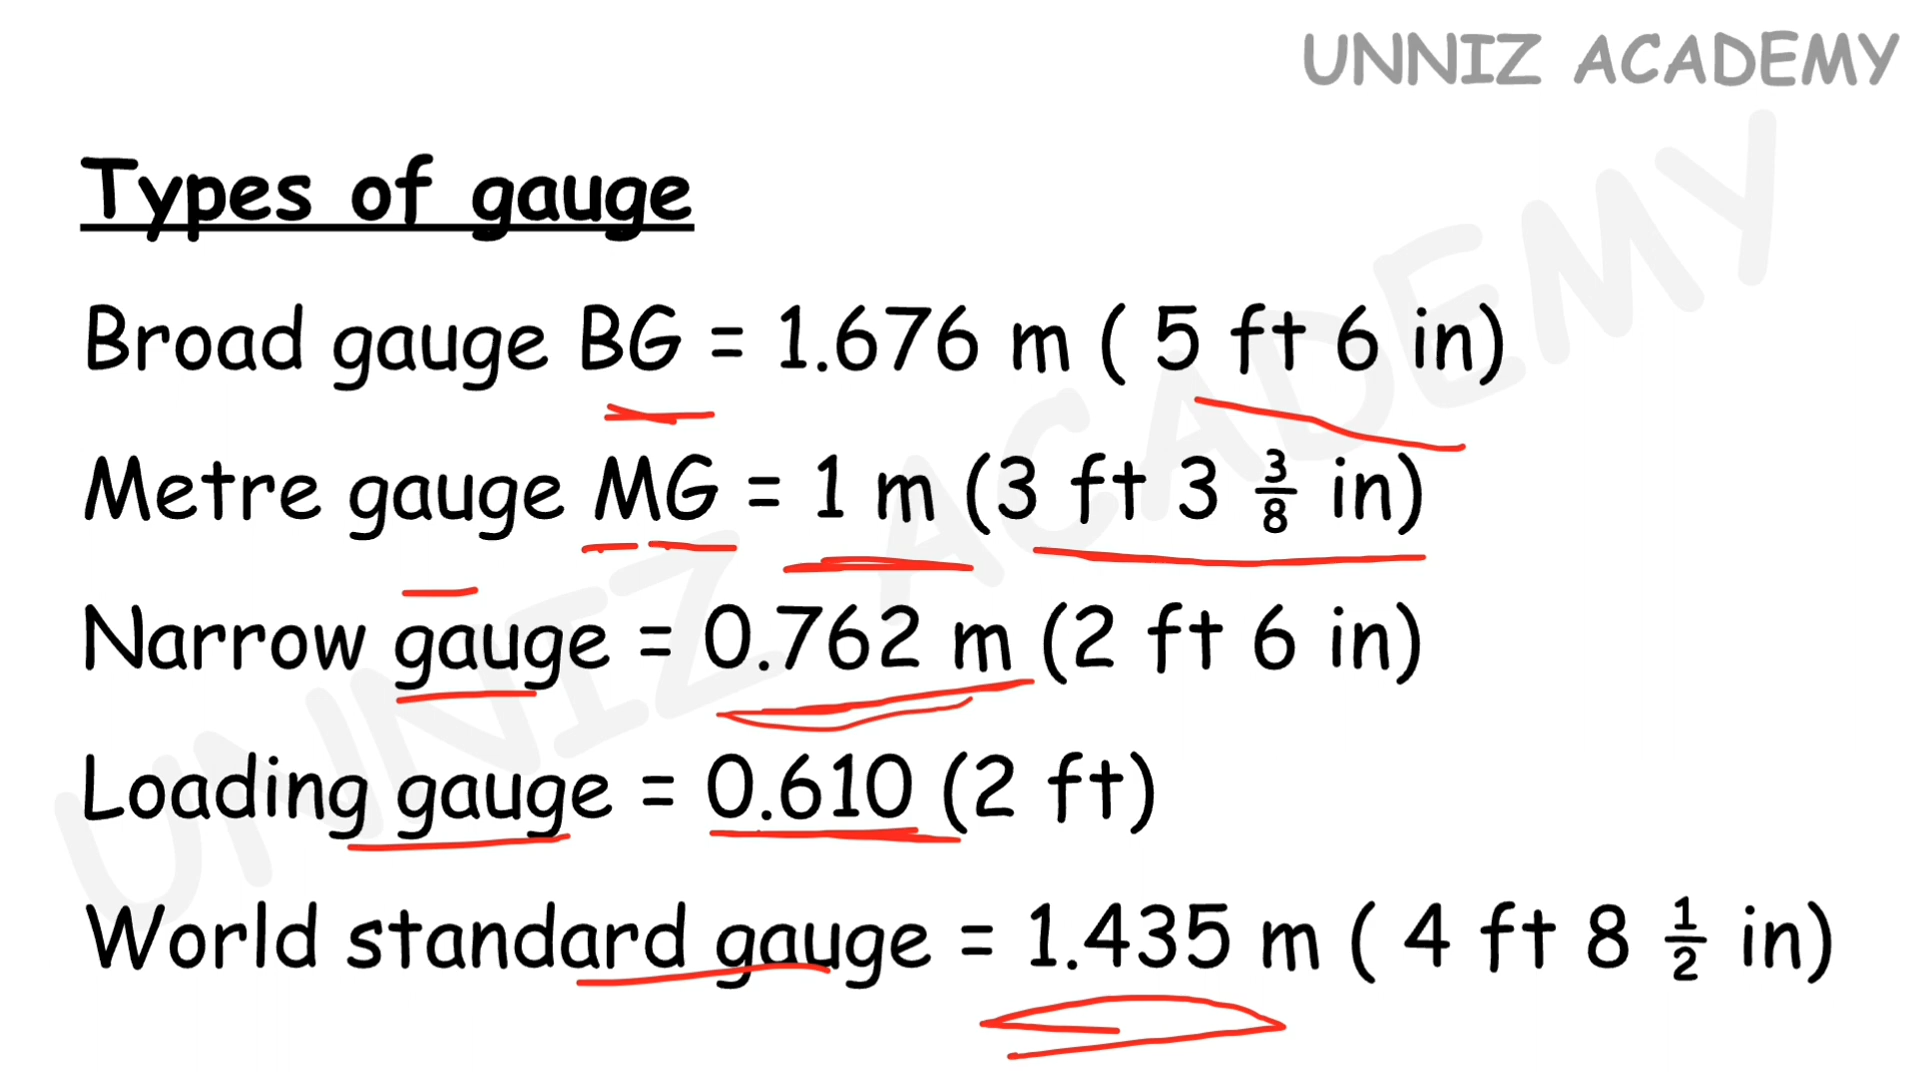 UNNIZ ACADEMY
Types of gauge
Broad gauge BG = 1.676 m ( 5 ft 6 in)
Metre gauge MG = 1 m (3 ft 3 3/8 in)
Narrow gauge = 0.762 m (2 ft 6 in)
Loading gauge = 0.610 (2 ft)
World standard gauge = 1.435 m ( 4 ft 8 1/2 in)
UNNIZ ACADEMY